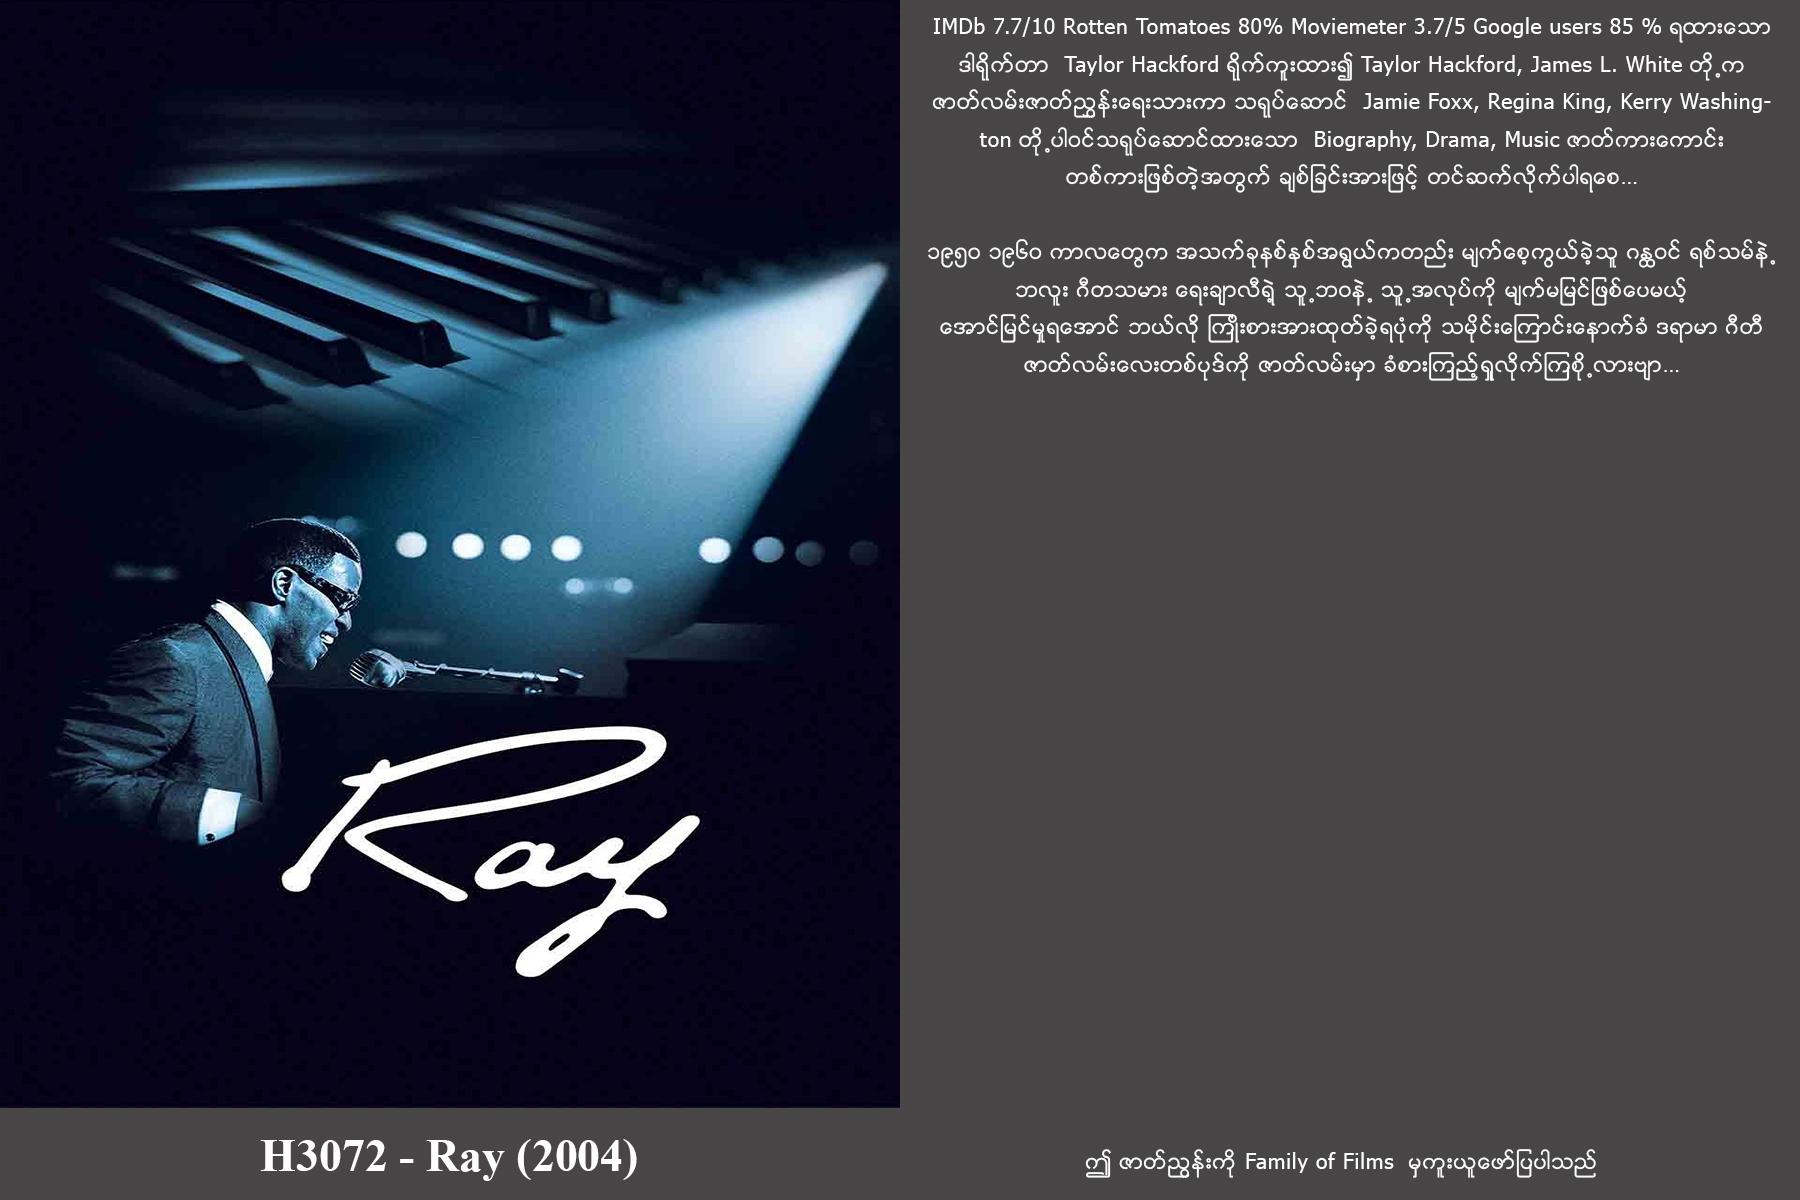 Ray
H3072 - Ray (2004)
IMDb 7.7/10 Rotten Tomatoes 80% Moviemeter 3.7/5 Google users 85 % ရထားသော
ဒါရိုက်တာ Taylor Hackford ရိုက်ကူးထား၍ Taylor Hackford, James L. White တို့က
ဇာတ်လမ်းဇာတ်ညွှန်းရေးသားကာ သရုပ်ဆောင် Jamie Foxx, Regina King, Kerry Washing-
ton တို့ပါဝင်သရုပ်ဆောင်ထားသော Biography, Drama, Music ဇာတ်ကားကောင်း
တစ်ကားဖြစ်တဲ့အတွက် ချစ်ခြင်းအားဖြင့် တင်ဆက်လိုက်ပါရစေ...
၁၉၅၀ ၁၉၆၀ ကာလတွေက အသက်ခုနစ်နှစ်အရွယ်ကတည်း မျက်စေ့ကွယ်ခဲ့သူ ဂန္ထဝင် ရစ်သမ်နဲ့
ဘလူး ဂီတသမား ရေးချာလီရဲ့ သူ့ဘဝနဲ့ သူ့အလုပ်ကို မျက်မမြင်ဖြစ်ပေမယ့်
အောင်မြင်မှုရအောင် ဘယ်လို ကြိုးစားအားထုတ်ခဲ့ရပုံကို သမိုင်းကြောင်းနောက်ခံ ဒရာမာ ဂီတီ
ဇာတ်လမ်းလေးတစ်ပုဒ်ကို ဇာတ်လမ်းမှာ ခံစားကြည့်ရှုလိုက်ကြစို့လားဗျာ...
ဤ ဇာတ်ညွှန်းကို Family of Films မှကူးယူဖော်ပြပါသည်